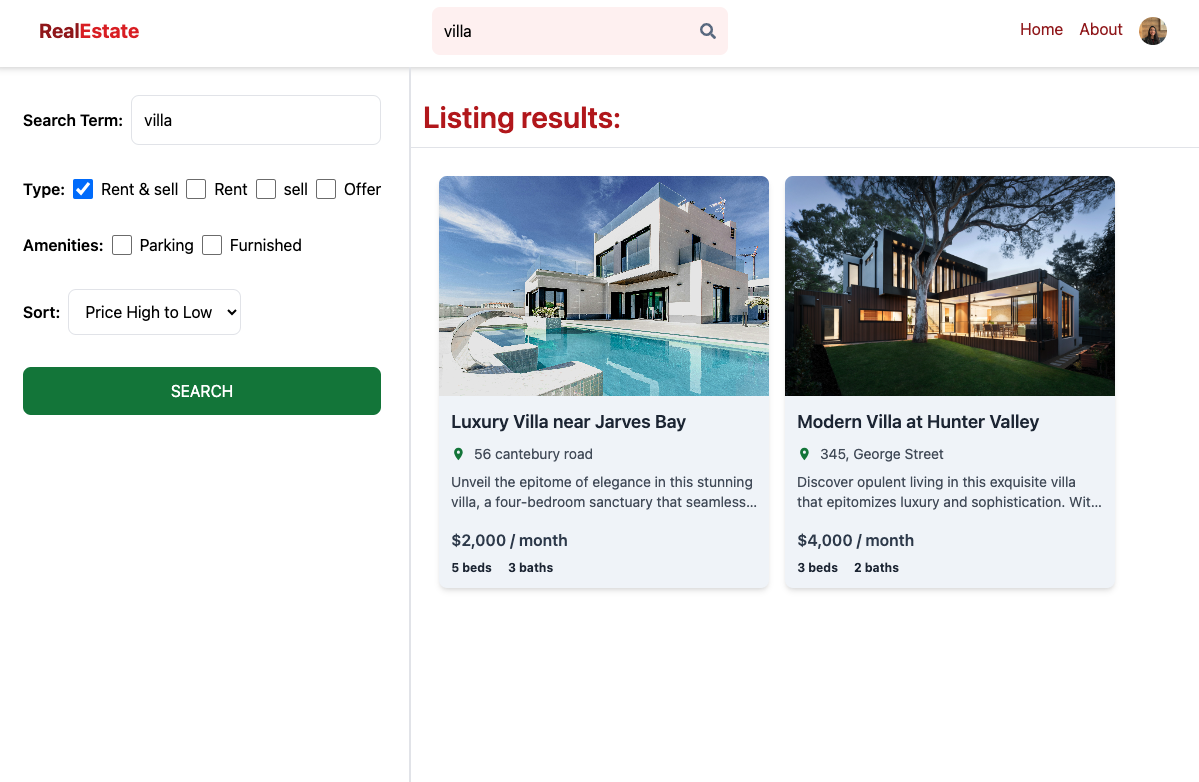 RealEstate
villa
Home About
Search Term: villa
Type: Rent & sell Rent sell Offer
Amenities: Parking Furnished
Sort: Price High to Low
SEARCH
Listing results:
Luxury Villa near Jarves Bay
56 cantebury road
Unveil the epitome of elegance in this stunning
villa, a four-bedroom sanctuary that seamless...
$2,000 / month
5 beds 3 baths
Modern Villa at Hunter Valley
345, George Street
Discover opulent living in this exquisite villa
that epitomizes luxury and sophistication. Wit...
$4,000 / month
3 beds 2 baths